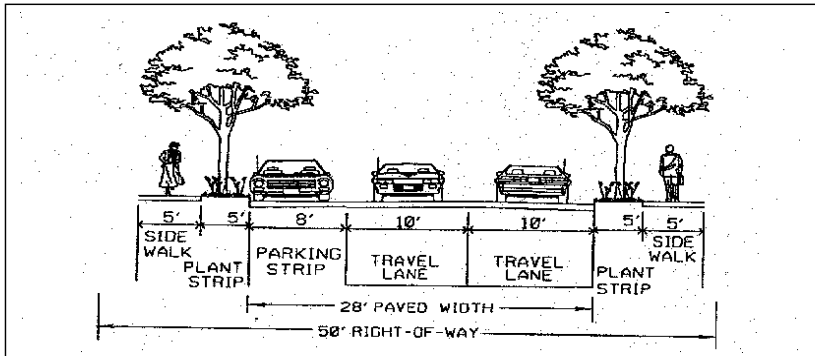 5' 5' 8' 10' 10' 5' 5'
SIDE WALK
PLANT STRIP
PARKING STRIP
TRAVEL LANE
TRAVEL LANE
PLANT STRIP
SIDE WALK
28' PAVED WIDTH
50' RIGHT-OF-WAY